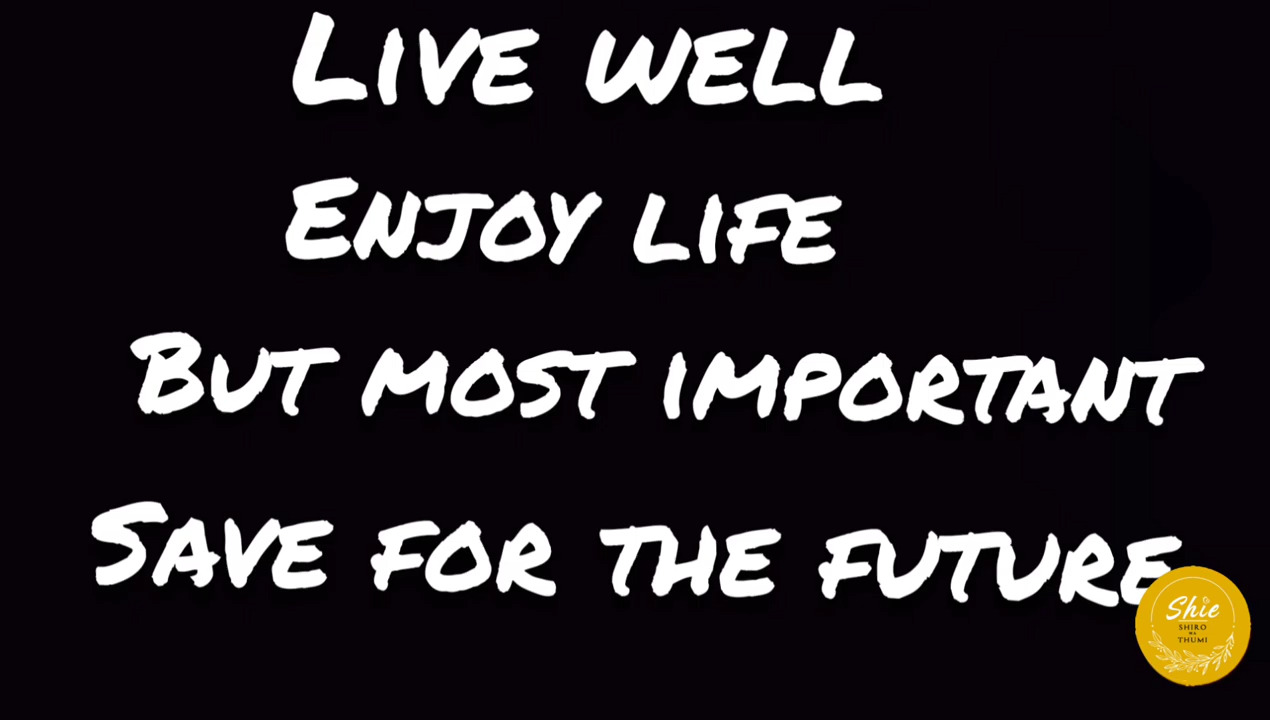 LIVE WELL
ENJOY LIFE
BUT MOST IMPORTANT
SAVE FOR THE FUTURE
Shie
SHIRO
WA
THUMI